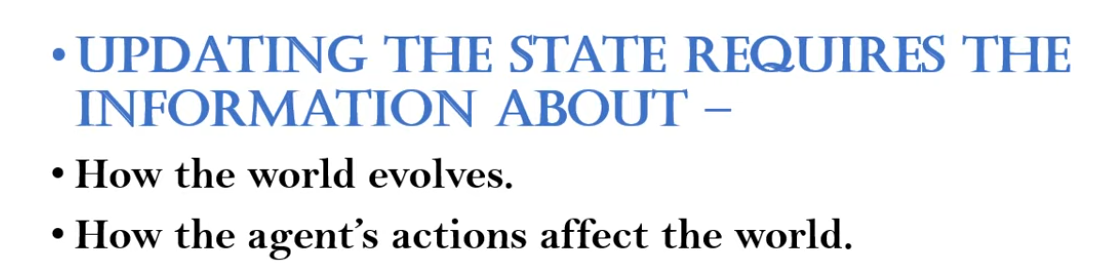 • UPDATING THE STATE REQUIRES THE
INFORMATION ABOUT –
• How the world evolves.
• How the agent's actions affect the world.